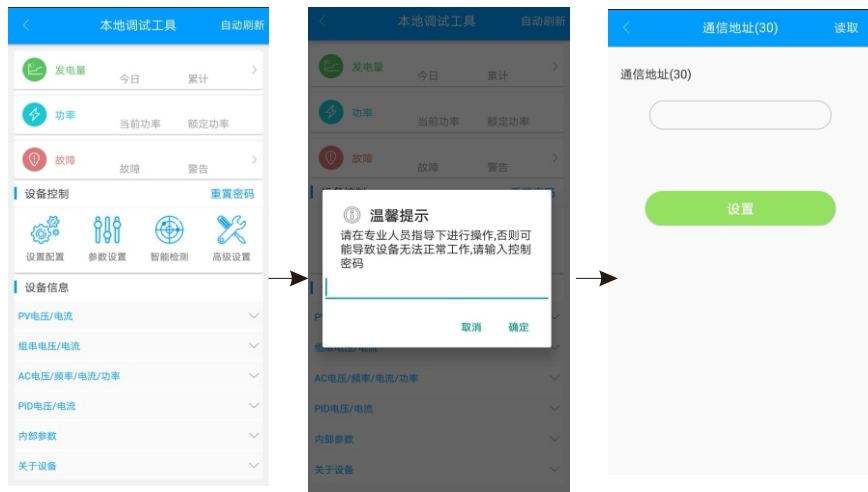 本地调试工具 自动刷新
发电量
今日 累计
功率
当前功率 额定功率
故障
故障 警告
设备控制 重置密码
设置配置 参数设置 智能检测 高级设置
设备信息
PV电压/电流
组串电压/电流
AC电压/频率/电流/功率
PID电压/电流
内部参数
关于设备
本地调试工具 自动刷新
发电量
今日 累计
功率
当前功率 额定功率
故障
故障 警告
温馨提示
请在专业人员指导下进行操作,否则可
能导致设备无法正常工作,请输入控制
密码
取消 确定
组串电压/电流
AC电压/频率/电流/功率
PID电压/电流
内部参数
关于设备
通信地址(30) 读取
通信地址(30)
设置